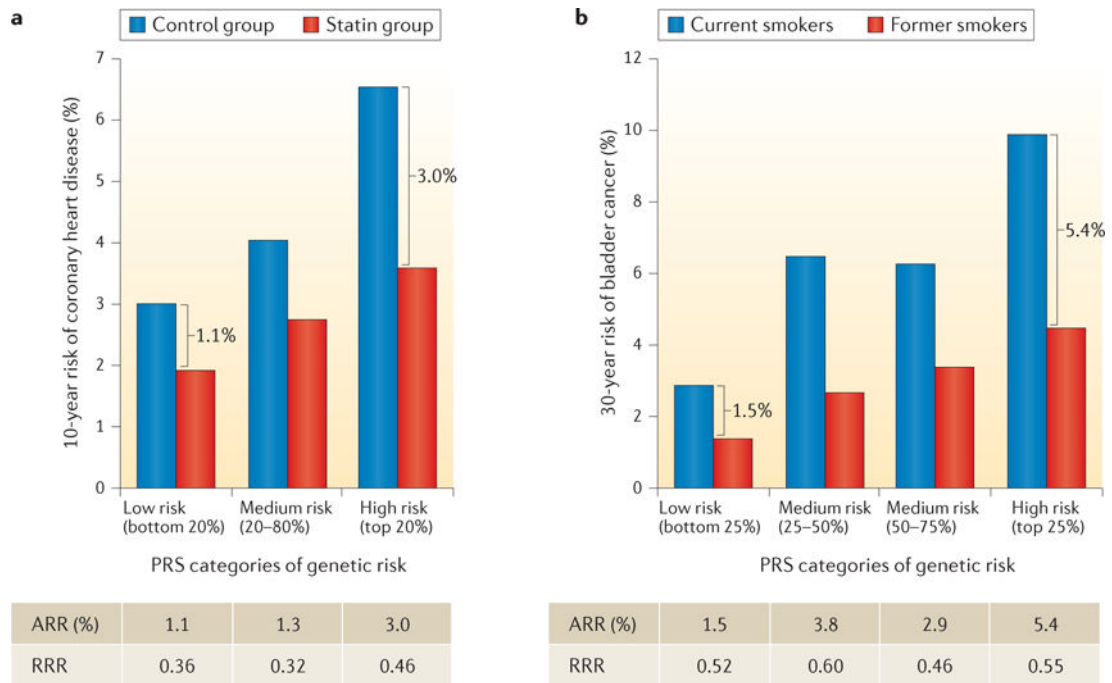 a
Control group
Statin group
10-year risk of coronary heart disease (%)
7
6
5
4
3
2
1
0
1.1%
3.0%
Low risk
(bottom 20%)
Medium risk
(20–80%)
High risk
(top 20%)
PRS categories of genetic risk
ARR (%) 1.1 1.3 3.0
RRR 0.36 0.32 0.46
b
Current smokers
Former smokers
30-year risk of bladder cancer (%)
12
10
8
6
4
2
0
1.5%
5.4%
Low risk
(bottom 25%)
Medium risk
(25–50%)
Medium risk
(50–75%)
High risk
(top 25%)
PRS categories of genetic risk
ARR (%) 1.5 3.8 2.9 5.4
RRR 0.52 0.60 0.46 0.55